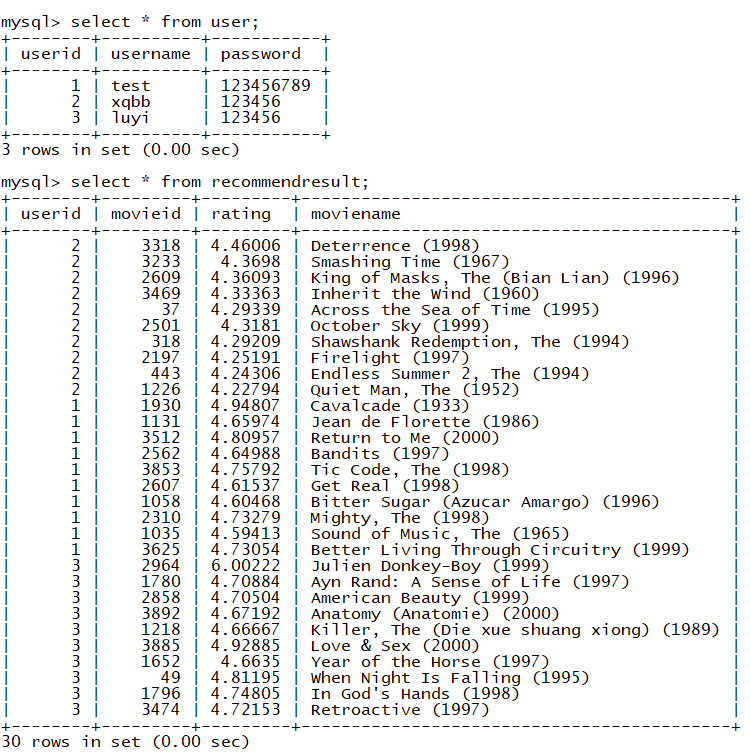 mysql> select * from user;
+--------+----------+-----------+
| userid | username | password  |
+--------+----------+-----------+
|      1 | test     | 123456789 |
|      2 | xqbb     | 123456    |
|      3 | luyi     | 123456    |
+--------+----------+-----------+
3 rows in set (0.00 sec)
mysql> select * from recommendresult;
+--------+---------+---------+-------------------------------------------+
| userid | movieid | rating  | moviename                                 |
+--------+---------+---------+-------------------------------------------+
|      2 |    3318 | 4.46006 | Deterrence (1998)                         |
|      2 |    3233 |  4.3698 | Smashing Time (1967)                      |
|      2 |    2609 | 4.36093 | King of Masks, The (Bian Lian) (1996)     |
|      2 |    3469 | 4.33363 | Inherit the Wind (1960)                   |
|      2 |      37 | 4.29339 | Across the Sea of Time (1995)             |
|      2 |    2501 |  4.3181 | October Sky (1999)                        |
|      2 |     318 | 4.29209 | Shawshank Redemption, The (1994)          |
|      2 |    2197 | 4.25191 | Firelight (1997)                          |
|      2 |     443 | 4.24306 | Endless Summer 2, The (1994)              |
|      2 |    1226 | 4.22794 | Quiet Man, The (1952)                     |
|      1 |    1930 | 4.94807 | Cavalcade (1933)                          |
|      1 |    1131 | 4.65974 | Jean de Florette (1986)                   |
|      1 |    3512 | 4.80957 | Return to Me (2000)                       |
|      1 |    2562 | 4.64988 | Bandits (1997)                            |
|      1 |    3853 | 4.75792 | Tic Code, The (1998)                      |
|      1 |    2607 | 4.61537 | Get Real (1998)                           |
|      1 |    1058 | 4.60468 | Bitter Sugar (Azucar Amargo) (1996)       |
|      1 |    2310 | 4.73279 | Mighty, The (1998)                        |
|      1 |    1035 | 4.59413 | Sound of Music, The (1965)                |
|      1 |    3625 | 4.73054 | Better Living Through Circuitry (1999)    |
|      3 |    2964 | 6.00222 | Julien Donkey-Boy (1999)                  |
|      3 |    1780 | 4.70884 | Ayn Rand: A Sense of Life (1997)          |
|      3 |    2858 | 4.70504 | American Beauty (1999)                    |
|      3 |    3892 | 4.67192 | Anatomy (Anatomie) (2000)                 |
|      3 |    1218 | 4.66667 | Killer, The (Die xue shuang xiong) (1989) |
|      3 |    3885 | 4.92885 | Love & Sex (2000)                         |
|      3 |    1652 |  4.6635 | Year of the Horse (1997)                  |
|      3 |      49 | 4.81195 | When Night Is Falling (1995)              |
|      3 |    1796 | 4.74805 | In God's Hands (1998)                     |
|      3 |    3474 | 4.72153 | Retroactive (1997)                        |
+--------+---------+---------+-------------------------------------------+
30 rows in set (0.00 sec)